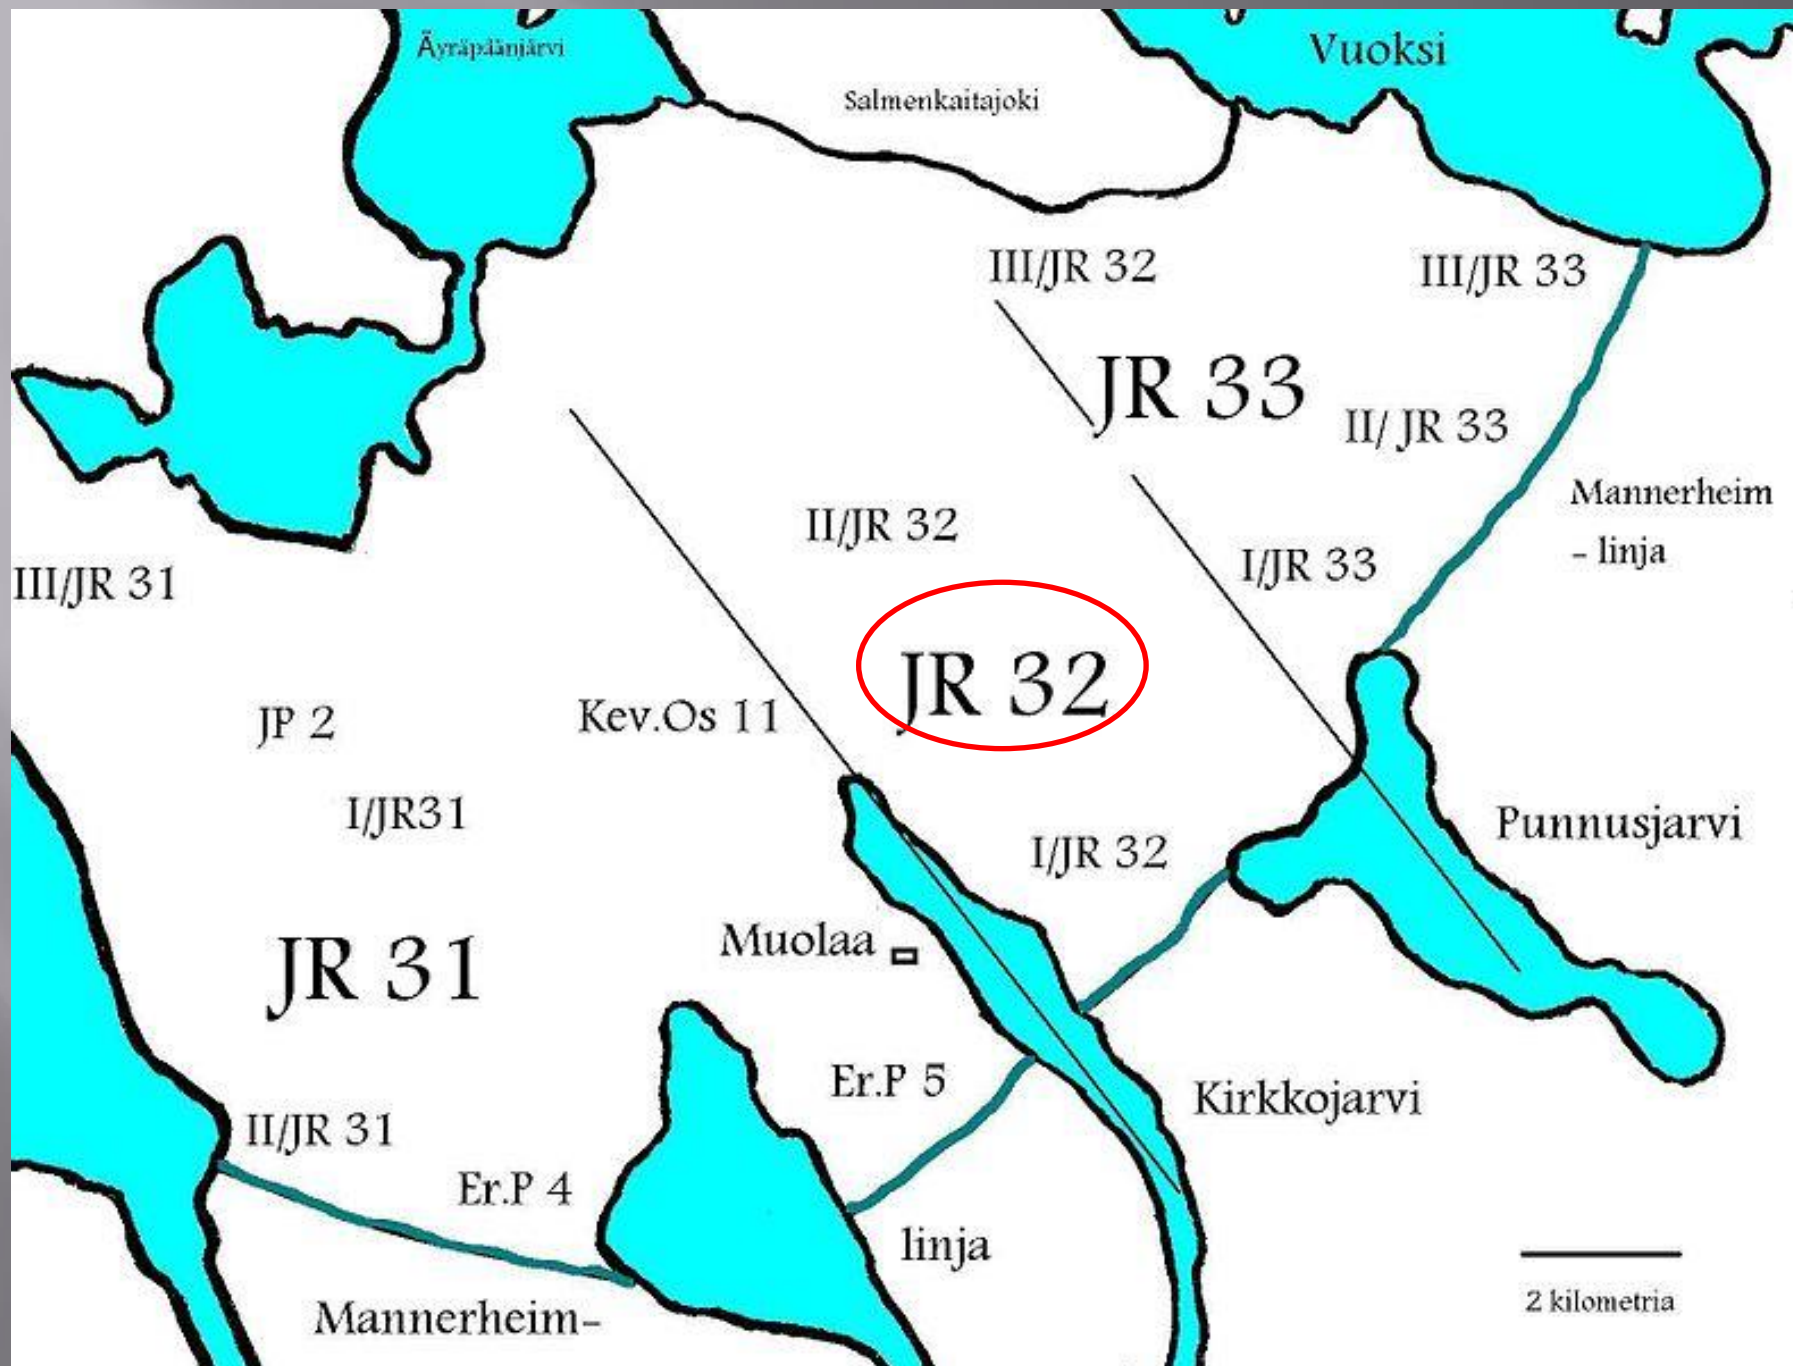 Äyräpäänjärvi
Vuoksi
Salmenkaitajoki
III/JR 32
III/JR 33
JR 33
II/ JR 33
Mannerheim
- linja
II/JR 32
I/JR 33
III/JR 31
JR 32
JP 2
Kev.Os 11
I/JR31
I/JR 32
Punnusjarvi
Muolaa
JR 31
Er.P 5
Kirkkojarvi
II/JR 31
Er.P 4
linja
Mannerheim-
2 kilometria